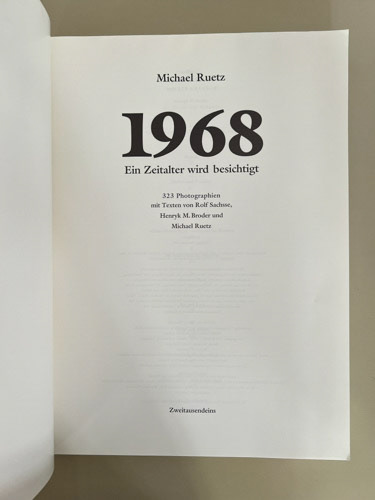 Michael Ruetz
1968
Ein Zeitalter wird besichtigt
323 Photographien
mit Texten von Rolf Sachsse,
Henryk M. Broder und
Michael Ruetz
Zweitausendeins